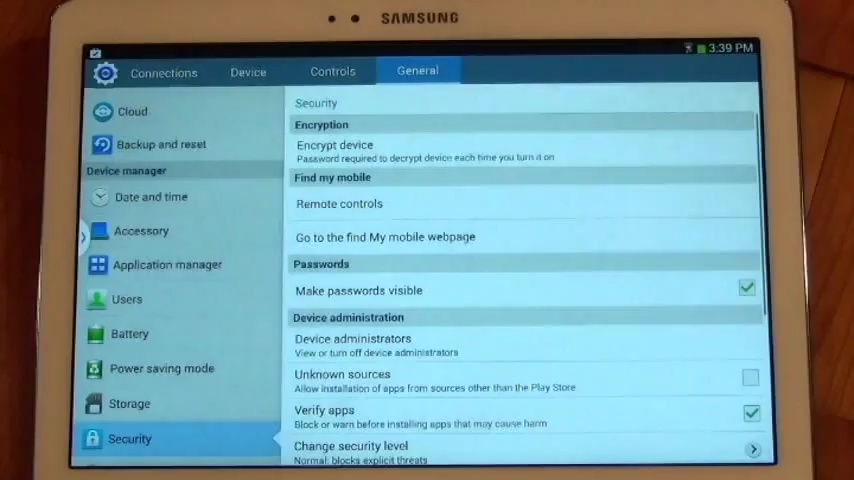 SAMSUNG
3:39 PM
Connections
Device
Controls
General
Cloud
Backup and reset
Device manager
Date and time
Accessory
Application manager
Users
Battery
Power saving mode
Storage
Security
Security
Encryption
Encrypt device
Password required to decrypt device each time you turn it on
Find my mobile
Remote controls
Go to the find My mobile webpage
Passwords
Make passwords visible
Device administration
Device administrators
View or turn off device administrators
Unknown sources
Allow installation of apps from sources other than the Play Store
Verify apps
Block or warn before installing apps that may cause harm
Change security level
Normal: blocks explicit threats